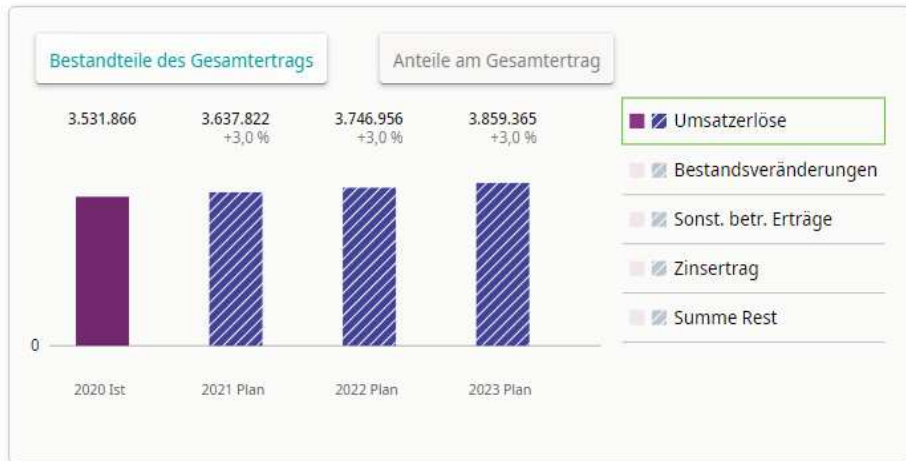 Bestandteile des Gesamtertrags
Anteile am Gesamtertrag
3.531.866 3.637.822 3.746.956 3.859.365
+3,0 % +3,0 % +3,0 %
Umsatzerlöse
Bestandsveränderungen
Sonst. betr. Erträge
Zinsertrag
Summe Rest
0
2020 Ist 2021 Plan 2022 Plan 2023 Plan